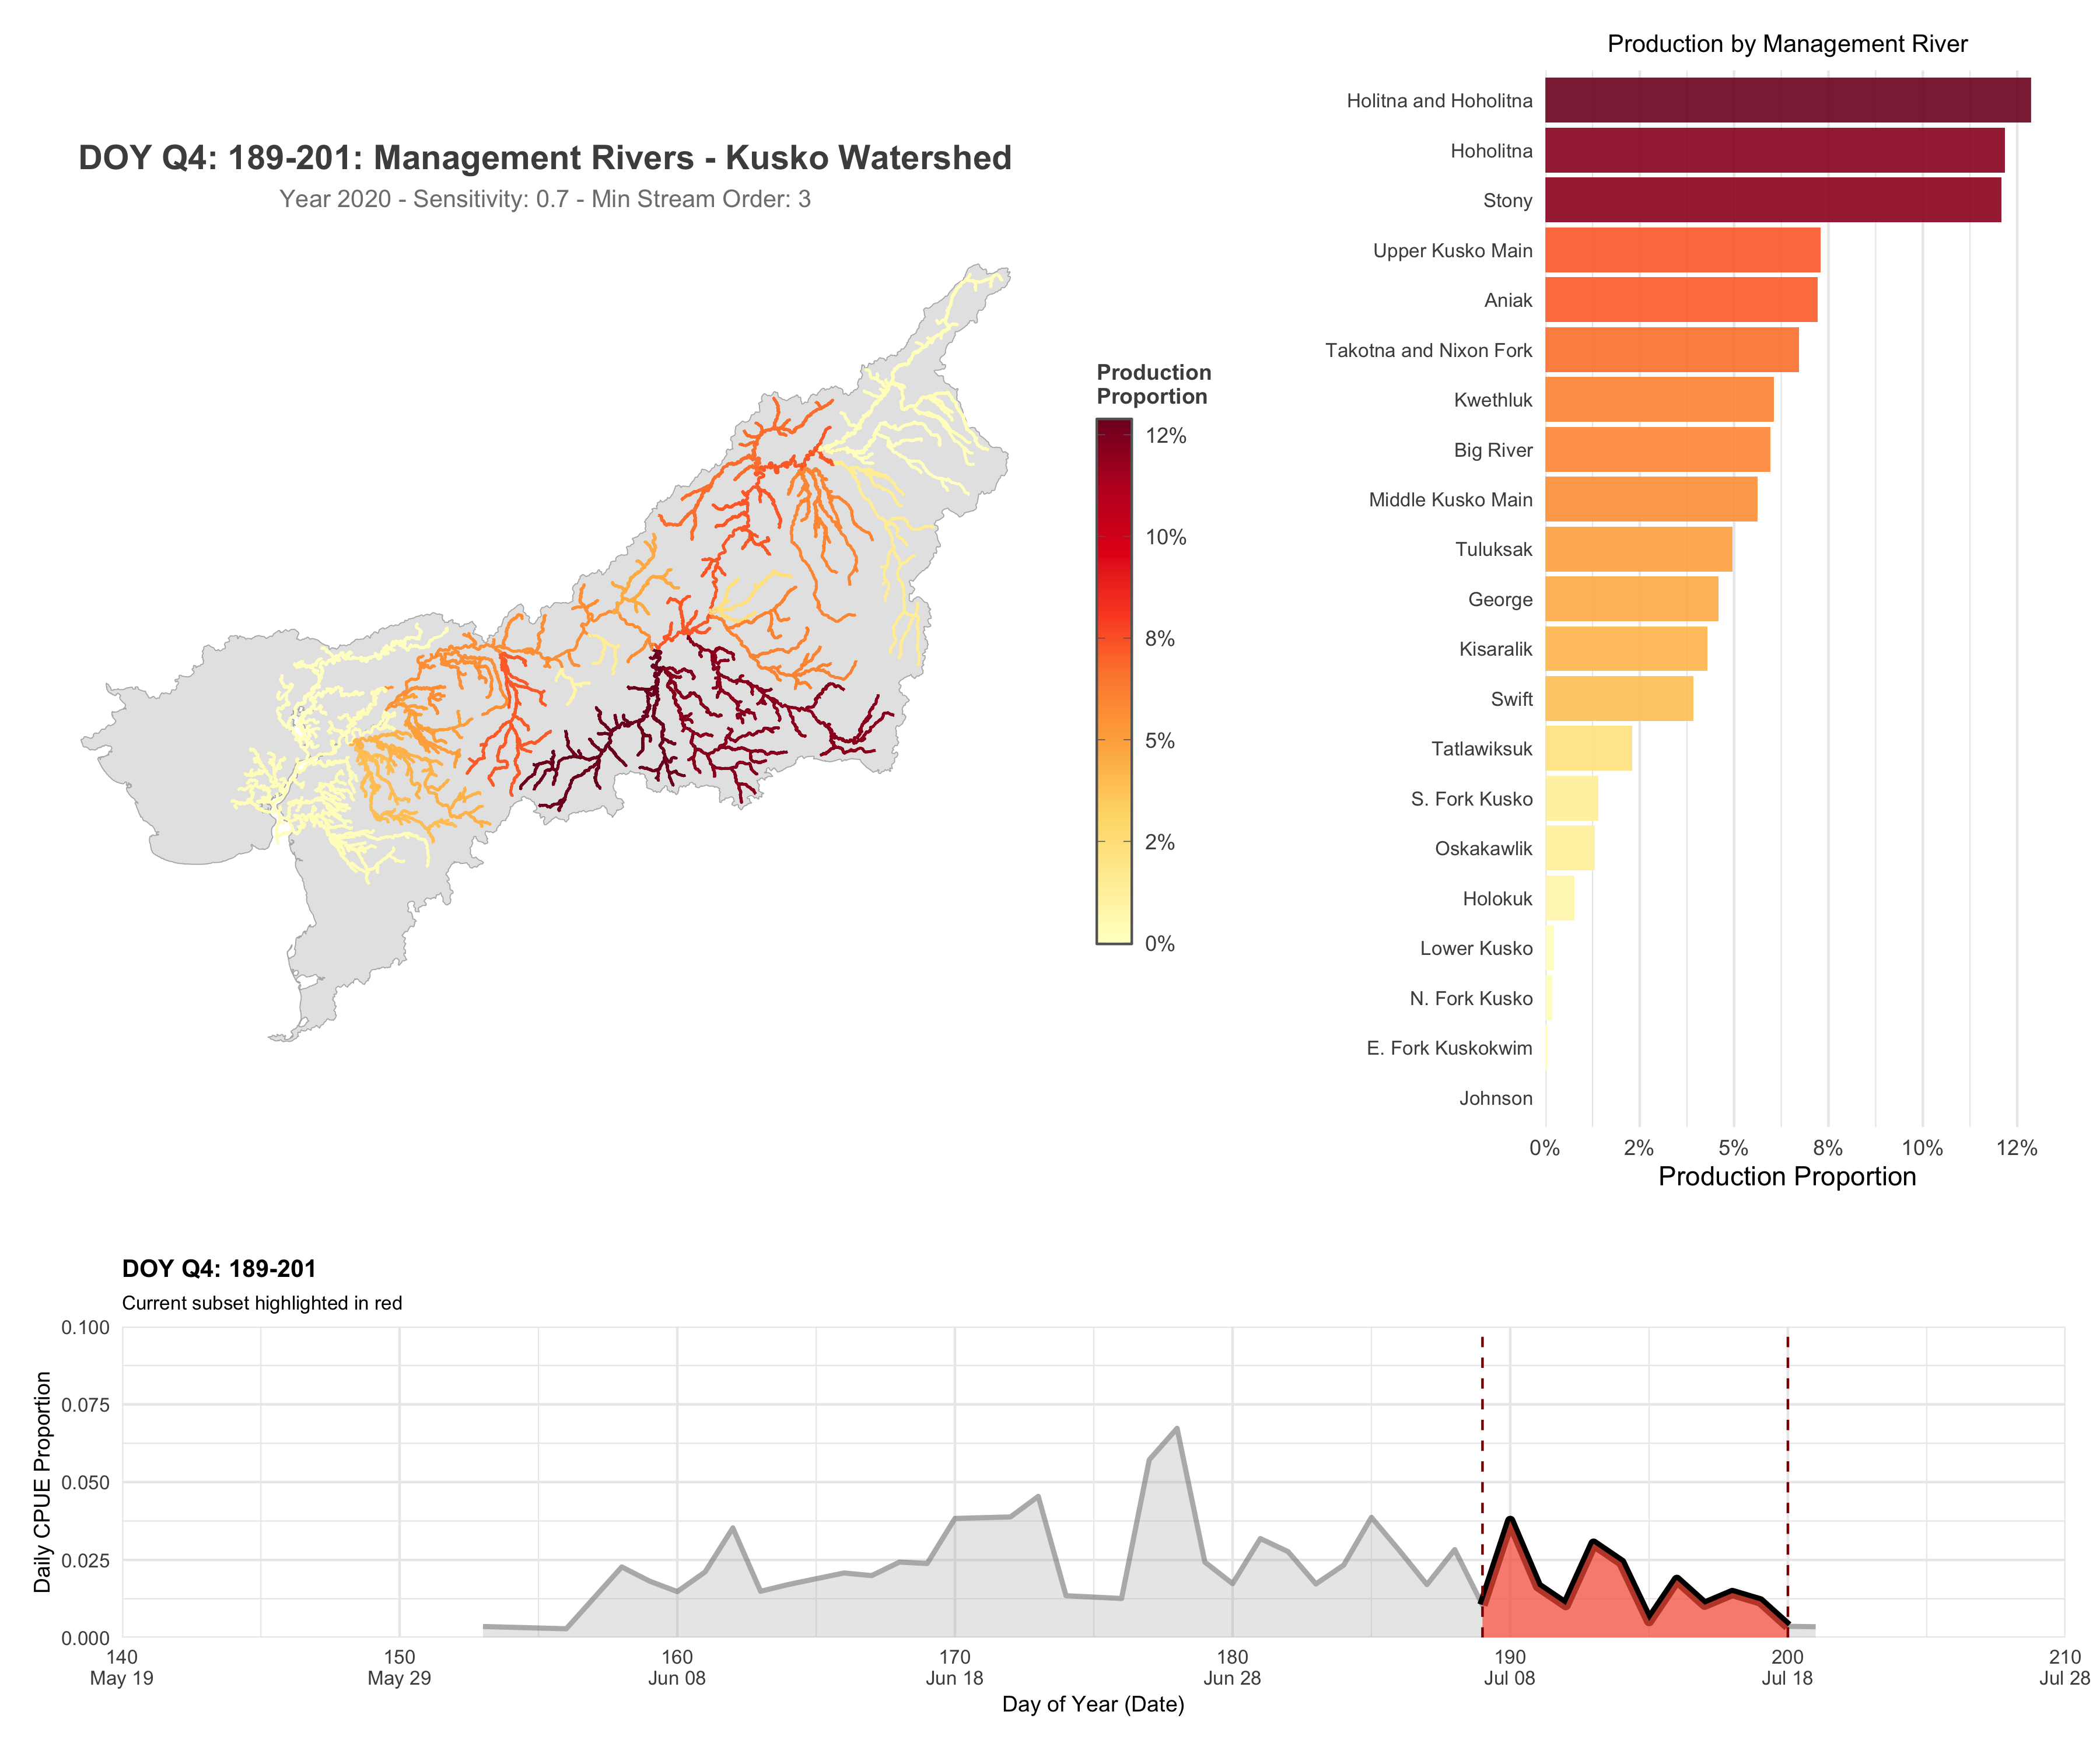 DOY Q4: 189-201: Management Rivers - Kusko Watershed
Year 2020 - Sensitivity: 0.7 - Min Stream Order: 3
Production
Proportion
12%
10%
8%
5%
2%
0%
Production by Management River
Holitna and Hoholitna
Hoholitna
Stony
Upper Kusko Main
Aniak
Takotna and Nixon Fork
Kwethluk
Big River
Middle Kusko Main
Tuluksak
George
Kisaralik
Swift
Tatlawiksuk
S. Fork Kusko
Oskakawlik
Holokuk
Lower Kusko
N. Fork Kusko
E. Fork Kuskokwim
Johnson
0% 2% 5% 8% 10% 12%
Production Proportion
DOY Q4: 189-201
Current subset highlighted in red
Daily CPUE Proportion
0.100
0.075
0.050
0.025
0.000
140 150 160 170 180 190 200 210
May 19 May 29 Jun 08 Jun 18 Jun 28 Jul 08 Jul 18 Jul 28
Day of Year (Date)